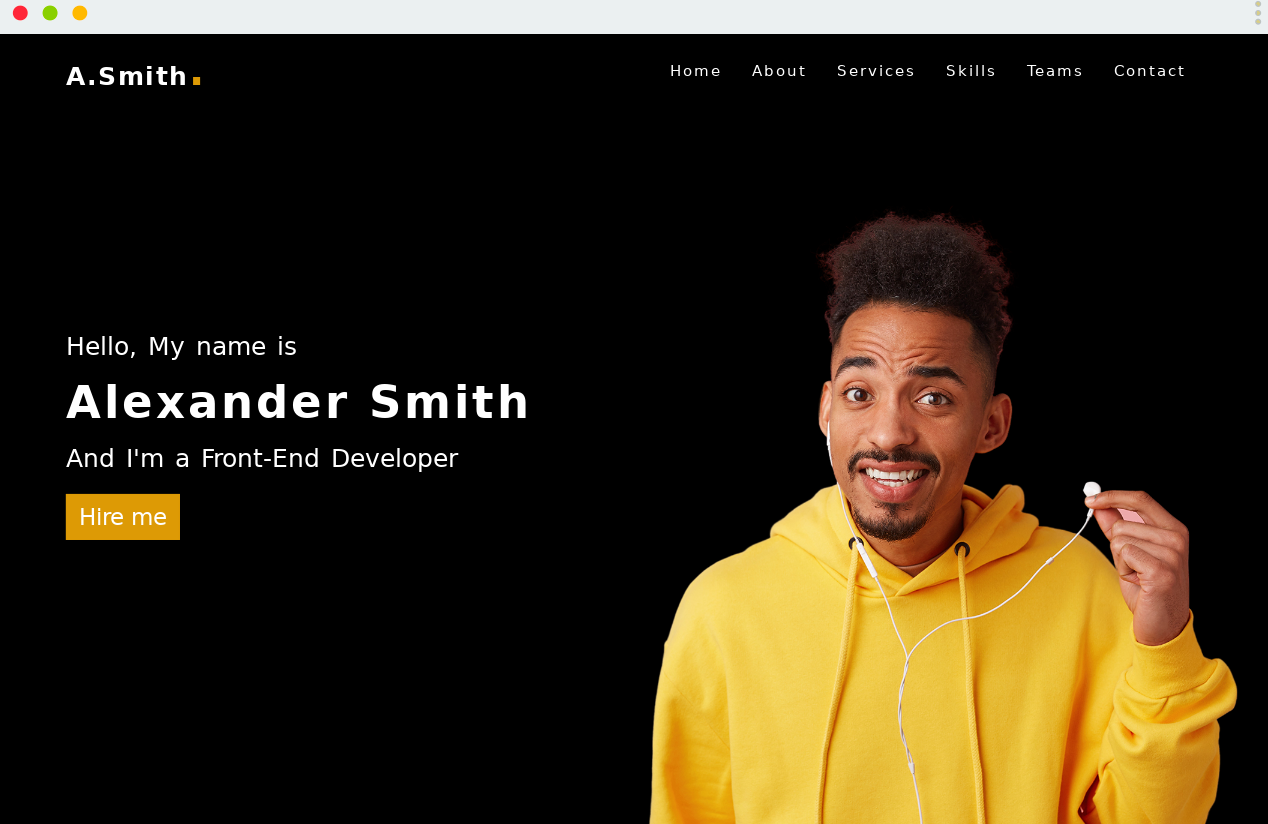 A.Smith.
Home About Services Skills Teams Contact
Hello, My name is
Alexander Smith
And I'm a Front-End Developer
Hire me